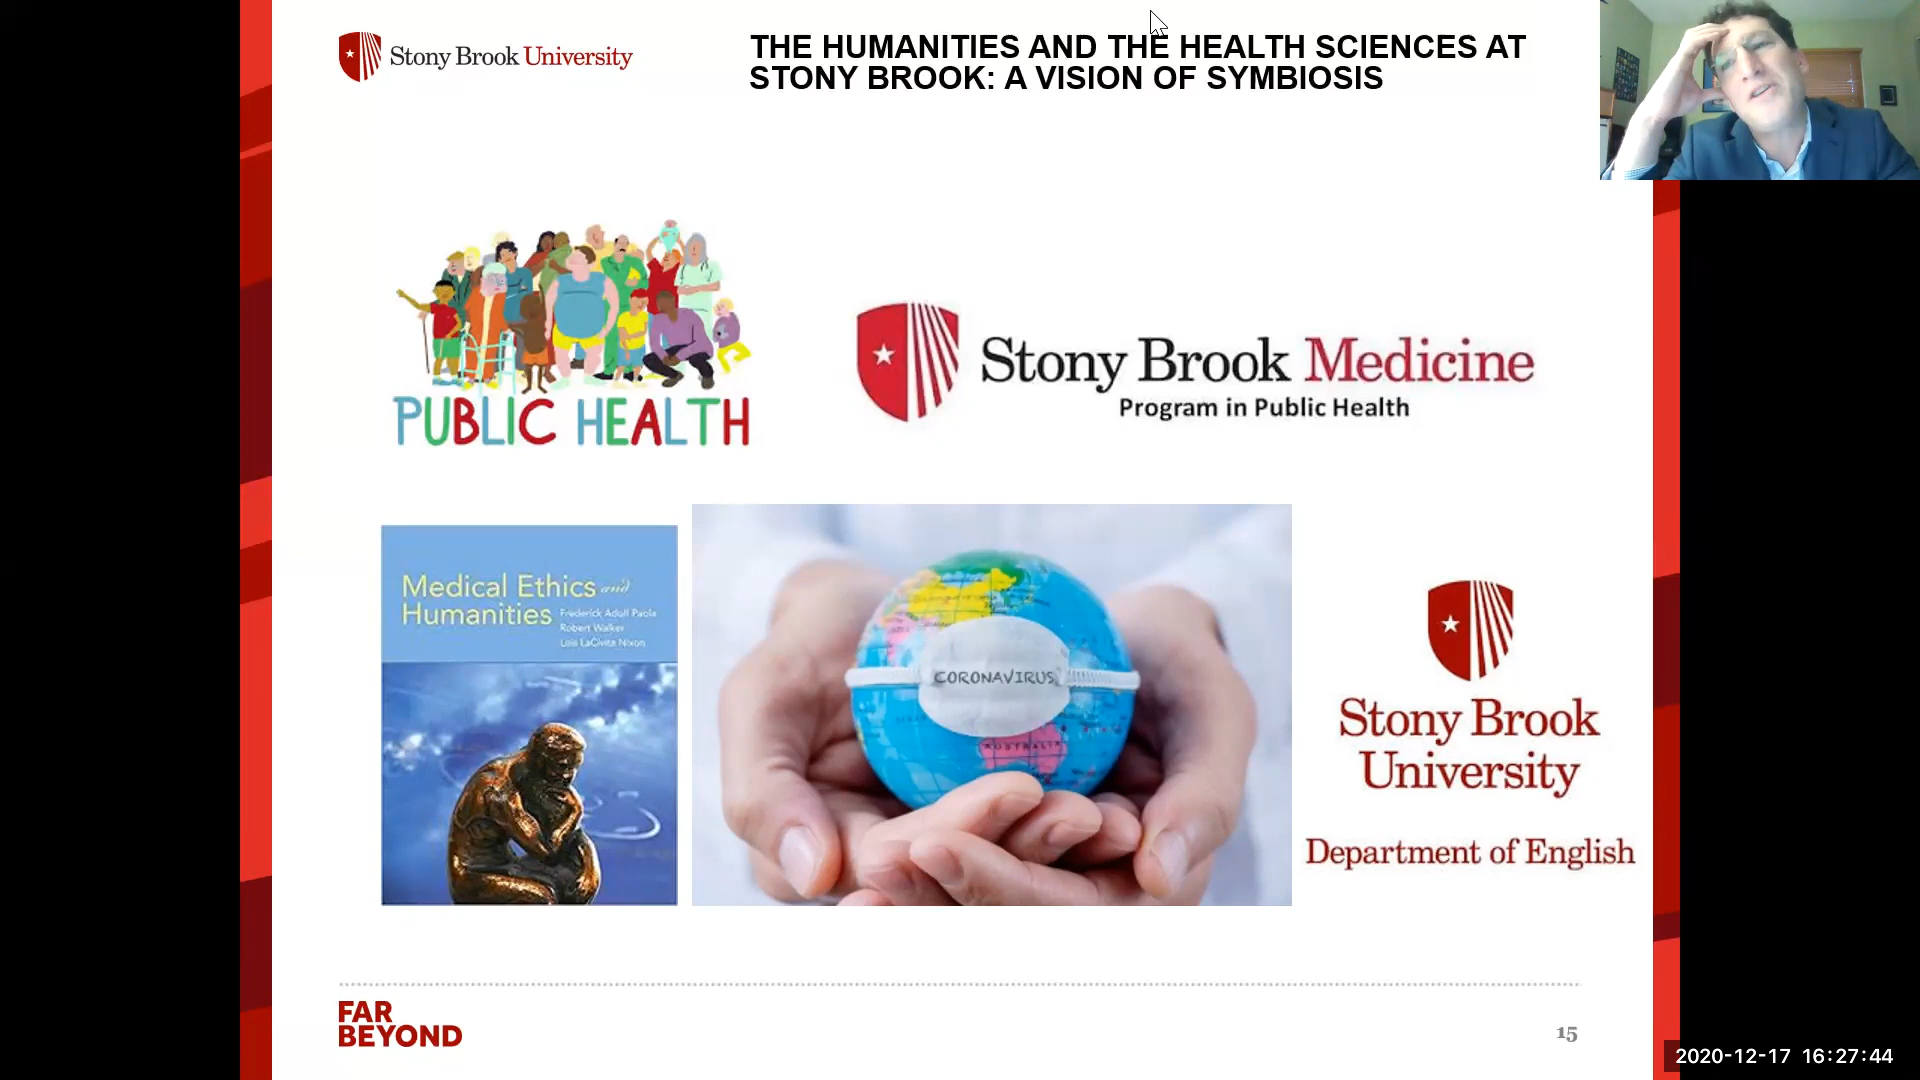 Stony Brook University
THE HUMANITIES AND THE HEALTH SCIENCES AT
STONY BROOK: A VISION OF SYMBIOSIS
PUBLIC HEALTH
Stony Brook Medicine
Program in Public Health
Medical Ethics and
Humanities
Frederick Adolf Paola
Robert Walker
Lois LaCivita Nixon
CORONAVIRUS
AUSTRALIA
Stony Brook
University
Department of English
FAR
BEYOND
15
2020-12-17 16:27:44